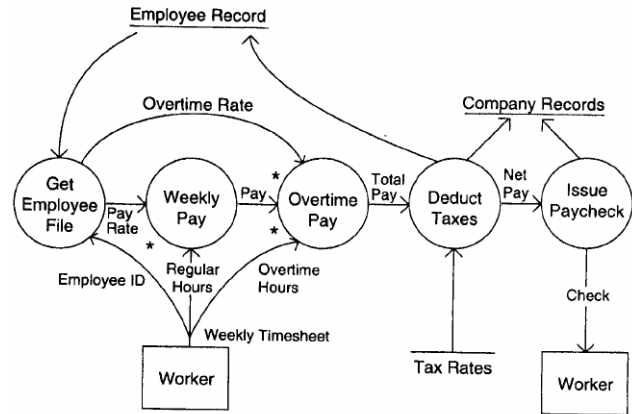 Employee Record
Overtime Rate
Company Records
Get
Employee
File
Pay
Rate
Weekly
Pay
Pay
*
Overtime
Pay
*
Total
Pay
Deduct
Taxes
Net
Pay
Issue
Paycheck
*
Employee ID
Regular
Hours
Overtime
Hours
Check
Weekly Timesheet
Worker
Tax Rates
Worker